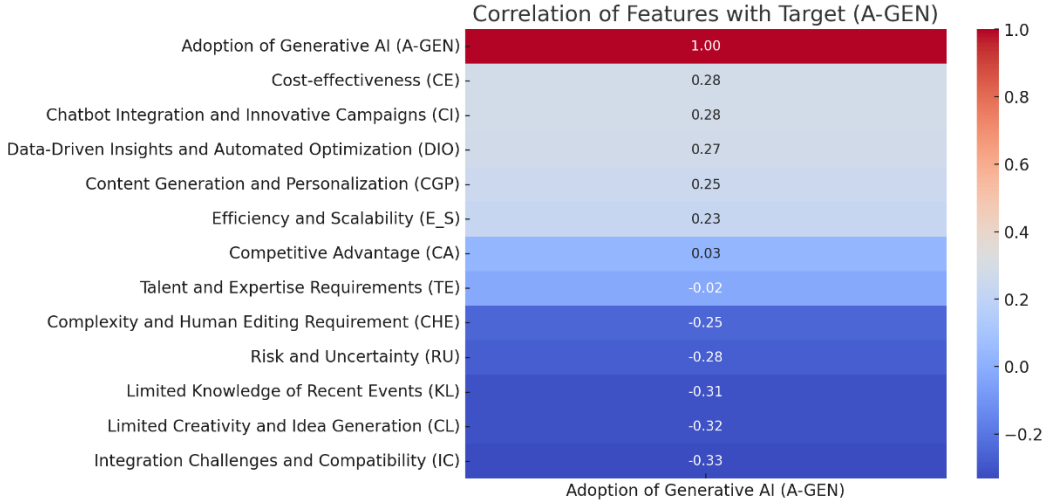 Correlation of Features with Target (A-GEN)
Adoption of Generative AI (A-GEN) 1.00
Cost-effectiveness (CE) 0.28
Chatbot Integration and Innovative Campaigns (CI) 0.28
Data-Driven Insights and Automated Optimization (DIO) 0.27
Content Generation and Personalization (CGP) 0.25
Efficiency and Scalability (E_S) 0.23
Competitive Advantage (CA) 0.03
Talent and Expertise Requirements (TE) -0.02
Complexity and Human Editing Requirement (CHE) -0.25
Risk and Uncertainty (RU) -0.28
Limited Knowledge of Recent Events (KL) -0.31
Limited Creativity and Idea Generation (CL) -0.32
Integration Challenges and Compatibility (IC) -0.33
Adoption of Generative AI (A-GEN)
1.0
0.8
0.6
0.4
0.2
0.0
−0.2